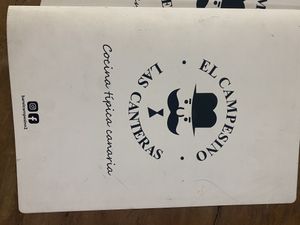 EL CAMPESINO
LAS CANTERAS
Cocina típica canaria